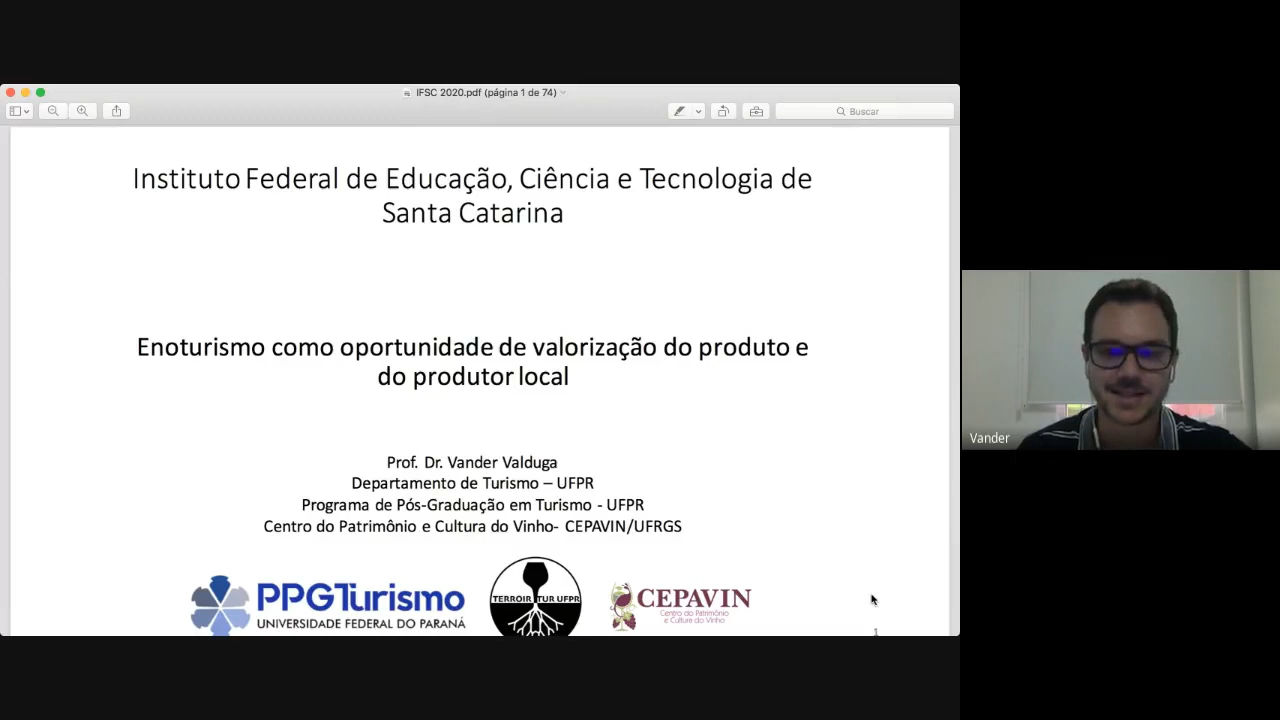 IFSC 2020.pdf (página 1 de 74)
Buscar
Instituto Federal de Educação, Ciência e Tecnologia de
Santa Catarina
Enoturismo como oportunidade de valorização do produto e
do produtor local
Prof. Dr. Vander Valduga
Departamento de Turismo – UFPR
Programa de Pós-Graduação em Turismo - UFPR
Centro do Patrimônio e Cultura do Vinho- CEPAVIN/UFRGS
PPGTurismo
UNIVERSIDADE FEDERAL DO PARANÁ
TERROIR TUR UFPR
CEPAVIN
Centro do Patrimônio
e Cultura do Vinho
1
Vander